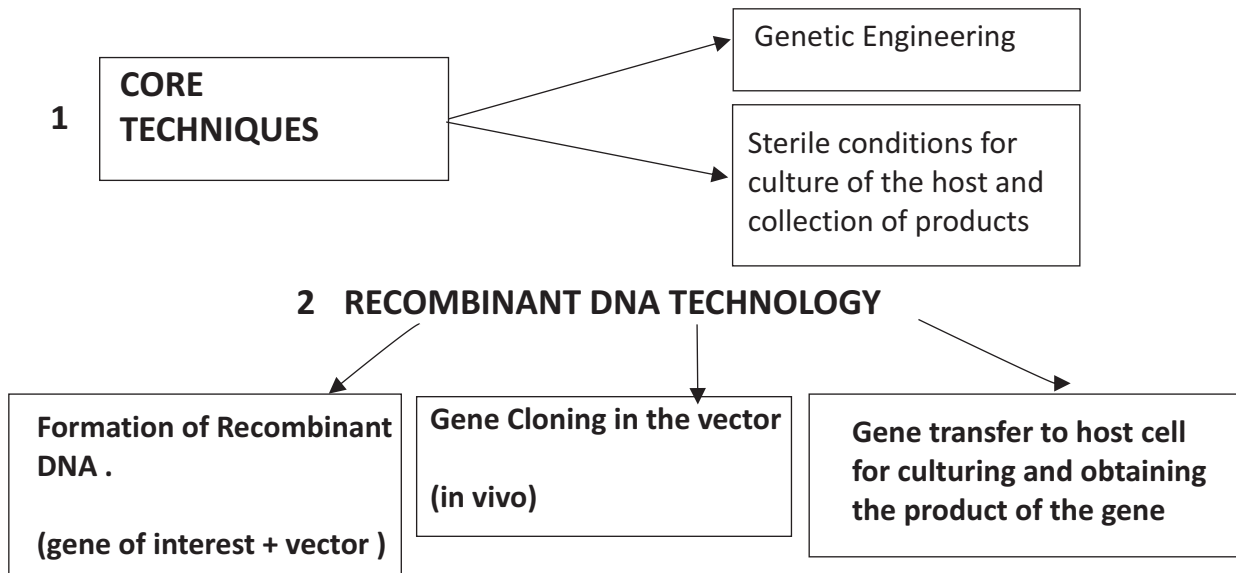 Genetic Engineering
1
CORE
TECHNIQUES
Sterile conditions for
culture of the host and
collection of products
2 RECOMBINANT DNA TECHNOLOGY
Formation of Recombinant
DNA .
(gene of interest + vector )
Gene Cloning in the vector
(in vivo)
Gene transfer to host cell
for culturing and obtaining
the product of the gene